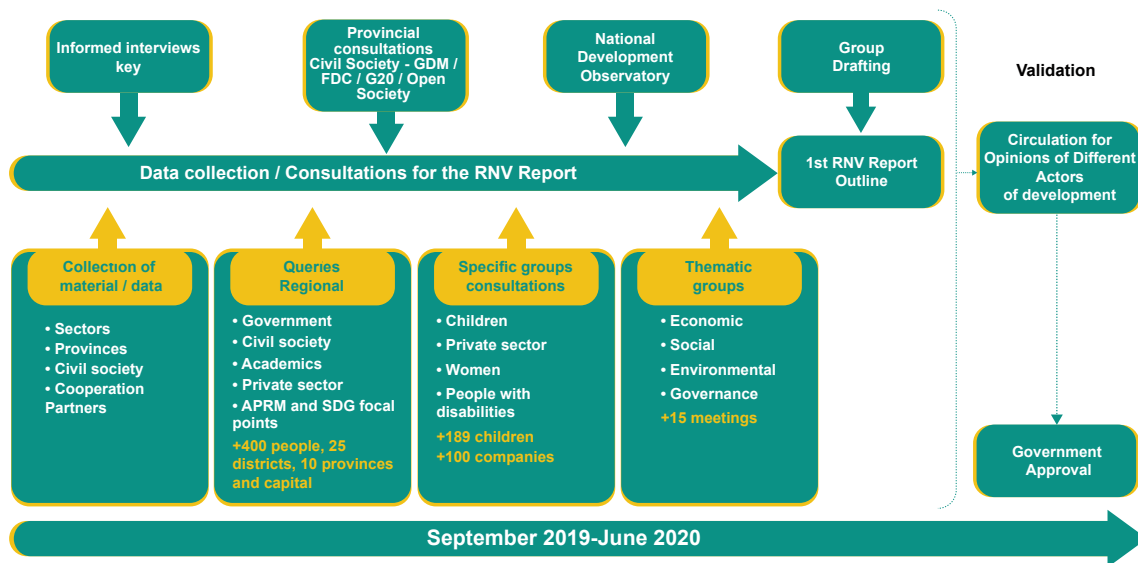 Informed interviews
key
Provincial
consultations
Civil Society - GDM /
FDC / G20 / Open
Society
National
Development
Observatory
Group
Drafting
Validation
Data collection / Consultations for the RNV Report
1st RNV Report
Outline
Circulation for
Opinions of Different
Actors
of development
Collection of
material / data
• Sectors
• Provinces
• Civil society
• Cooperation
Partners
Queries
Regional
• Government
• Civil society
• Academics
• Private sector
• APRM and SDG focal
points
+400 people, 25
districts, 10 provinces
and capital
Specific groups
consultations
• Children
• Private sector
• Women
• People with
disabilities
+189 children
+100 companies
Thematic
groups
• Economic
• Social
• Environmental
• Governance
+15 meetings
Government
Approval
September 2019-June 2020